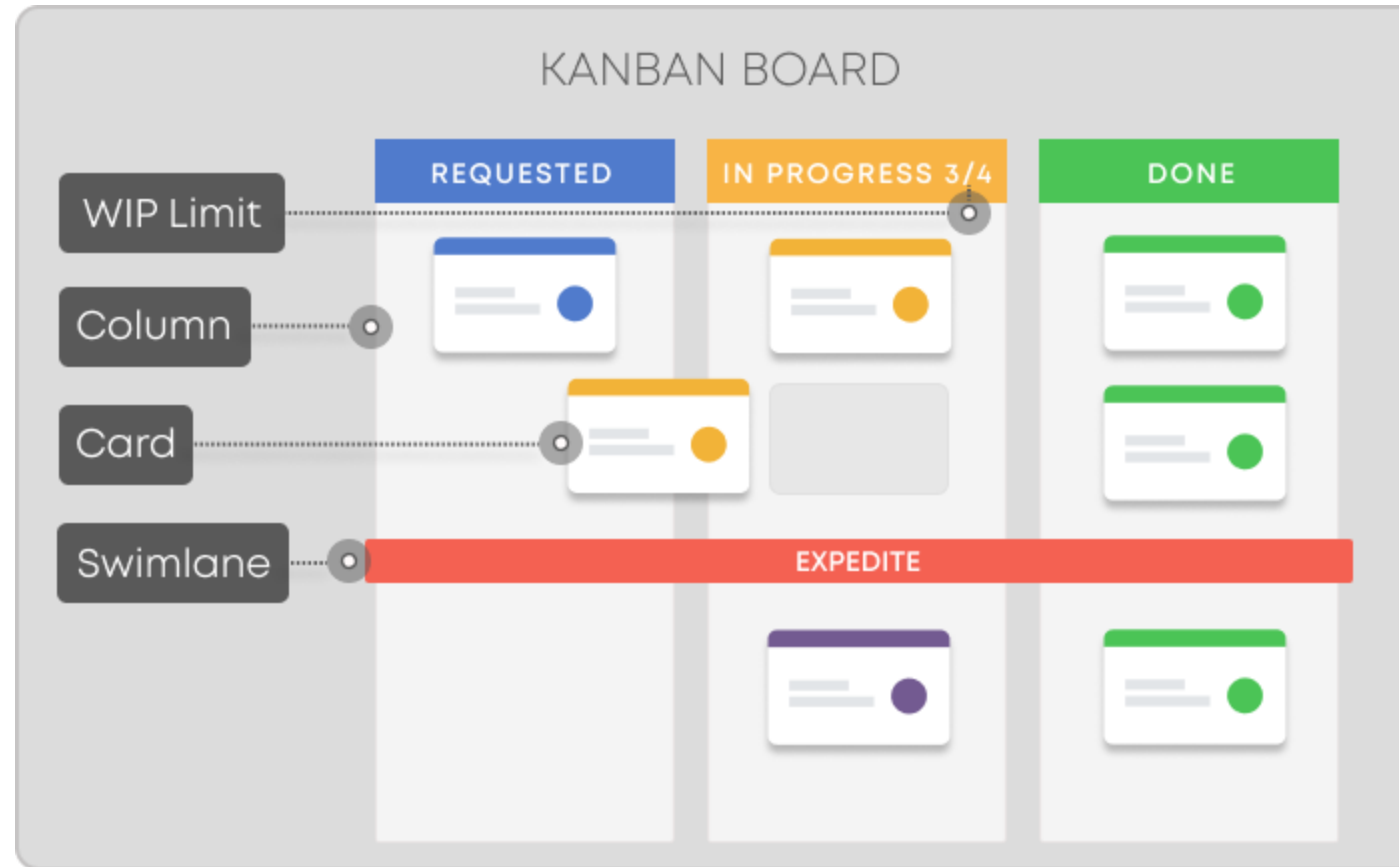 KANBAN BOARD
REQUESTED
IN PROGRESS 3/4
DONE
WIP Limit
Column
Card
Swimlane
EXPEDITE